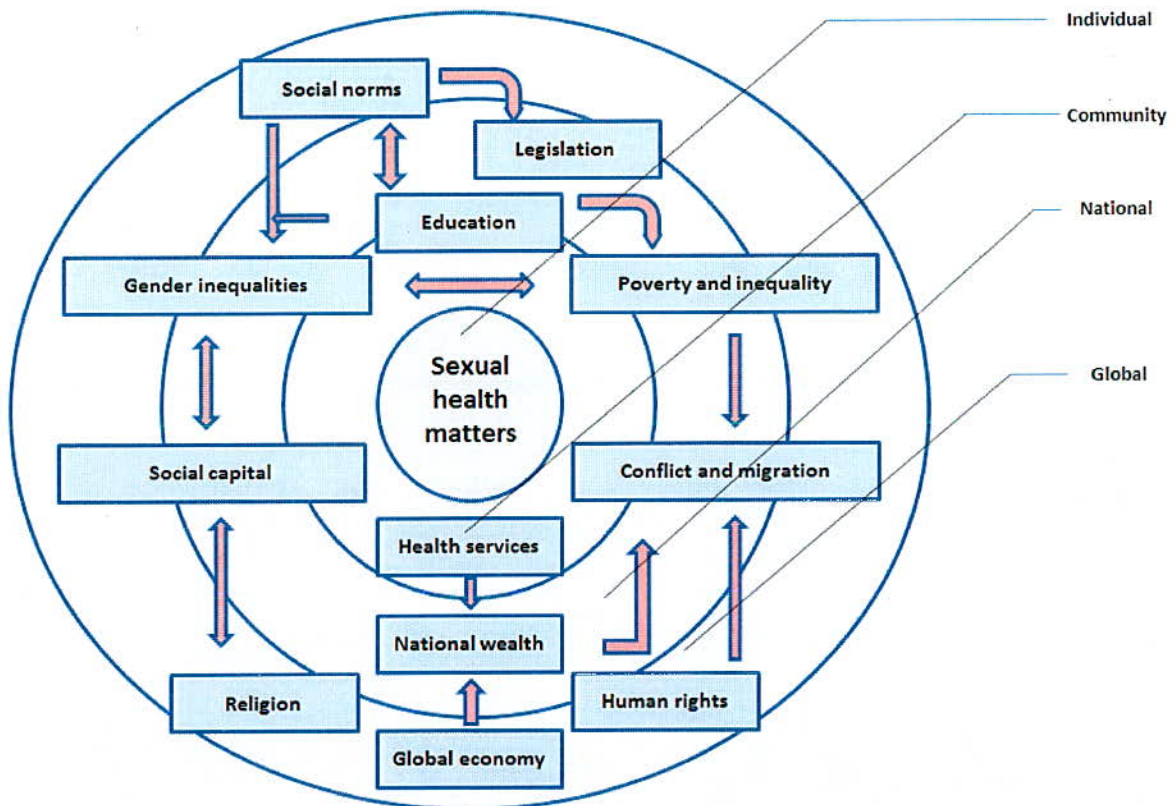 Individual
Social norms
Community
Legislation
National
Education
Gender inequalities
Poverty and inequality
Sexual
health
matters
Global
Social capital
Conflict and migration
Health services
National wealth
Religion
Human rights
Global economy